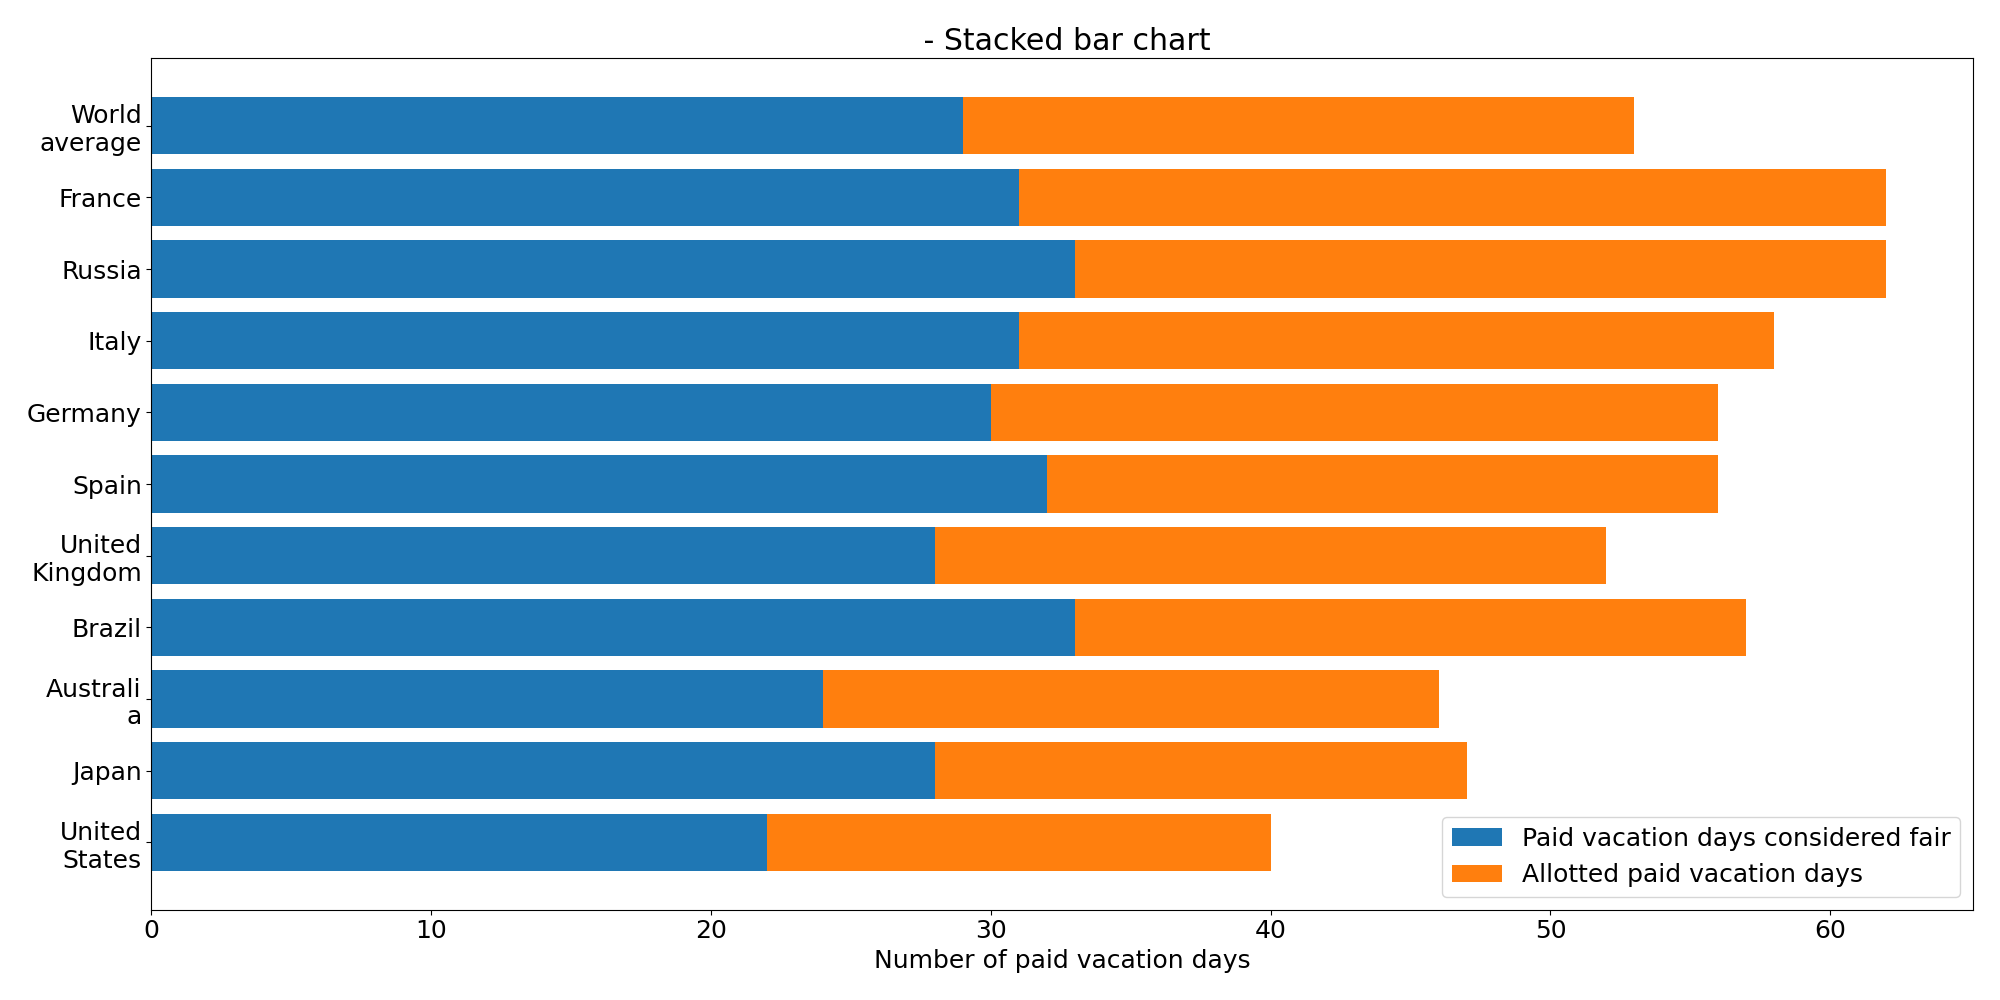 - Stacked bar chart
World
average
France
Russia
Italy
Germany
Spain
United
Kingdom
Brazil
Australi
a
Japan
United
States
Paid vacation days considered fair
Allotted paid vacation days
0 10 20 30 40 50 60
Number of paid vacation days